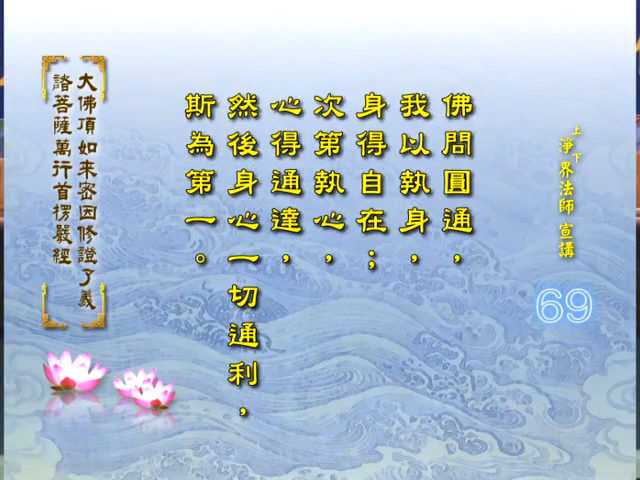 上淨下界法師 宣講
69
佛問圓通，
我以執身，
身得自在；
次第執心，
心得通達，
然後身心一切通利，
斯為第一。
大佛頂如來密因修證了義
諸菩薩萬行首楞嚴經